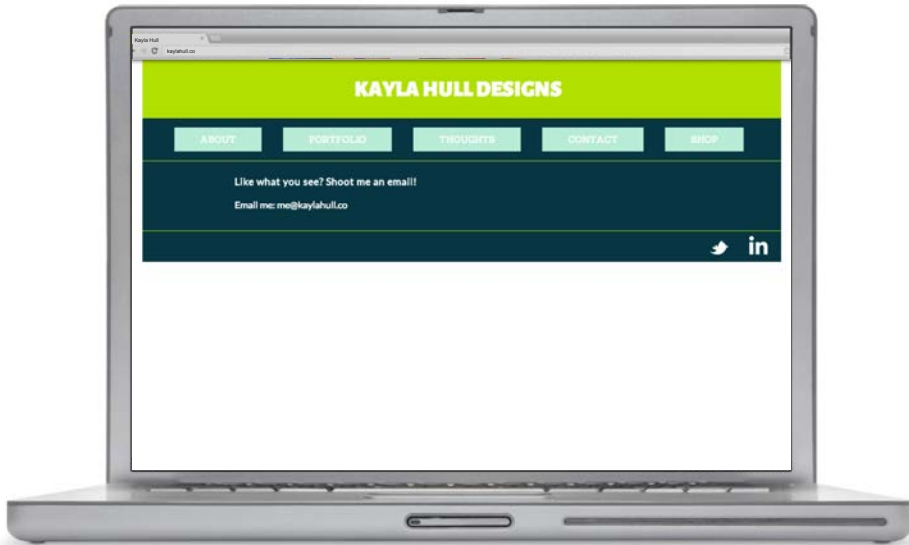 Kayla Hull
kaylahull.co
KAYLA HULL DESIGNS
ABOUT PORTFOLIO THOUGHTS CONTACT SHOP
Like what you see? Shoot me an email!
Email me: me@kaylahull.co
in